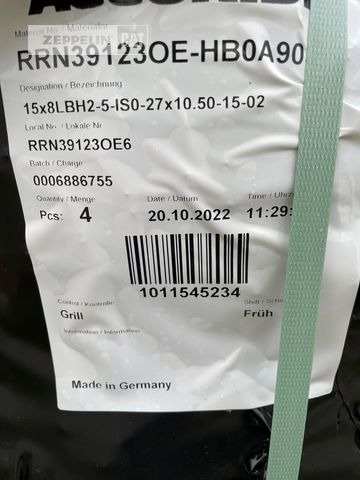 ZEPPELIN CAT
Material No. / Materialnr
RRN39123OE-HB0A90
Designation / Bezeichnung
15x8LBH2-5-IS0-27x10.50-15-02
Local No. / Lokale Nr
RRN39123OE6
Batch / Charge
0006886755
Quantity / Menge Date / Datum Time / Uhrze
Pcs: 4 20.10.2022 11:29
1011545234
Control / Kontrolle Shift /
Grill Früh
Information / Information
Made in Germany